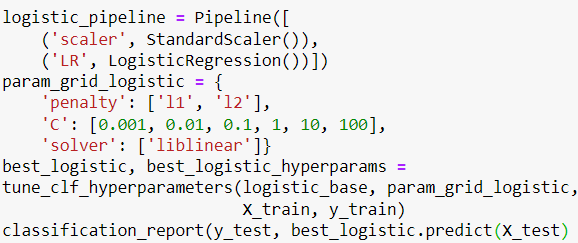 logistic_pipeline = Pipeline([
    ('scaler', StandardScaler()),
    ('LR', LogisticRegression())])
param_grid_logistic = {
    'penalty': ['l1', 'l2'],
    'C': [0.001, 0.01, 0.1, 1, 10, 100],
    'solver': ['liblinear']}
best_logistic, best_logistic_hyperparams =
tune_clf_hyperparameters(logistic_base, param_grid_logistic,
                         X_train, y_train)
classification_report(y_test, best_logistic.predict(X_test)